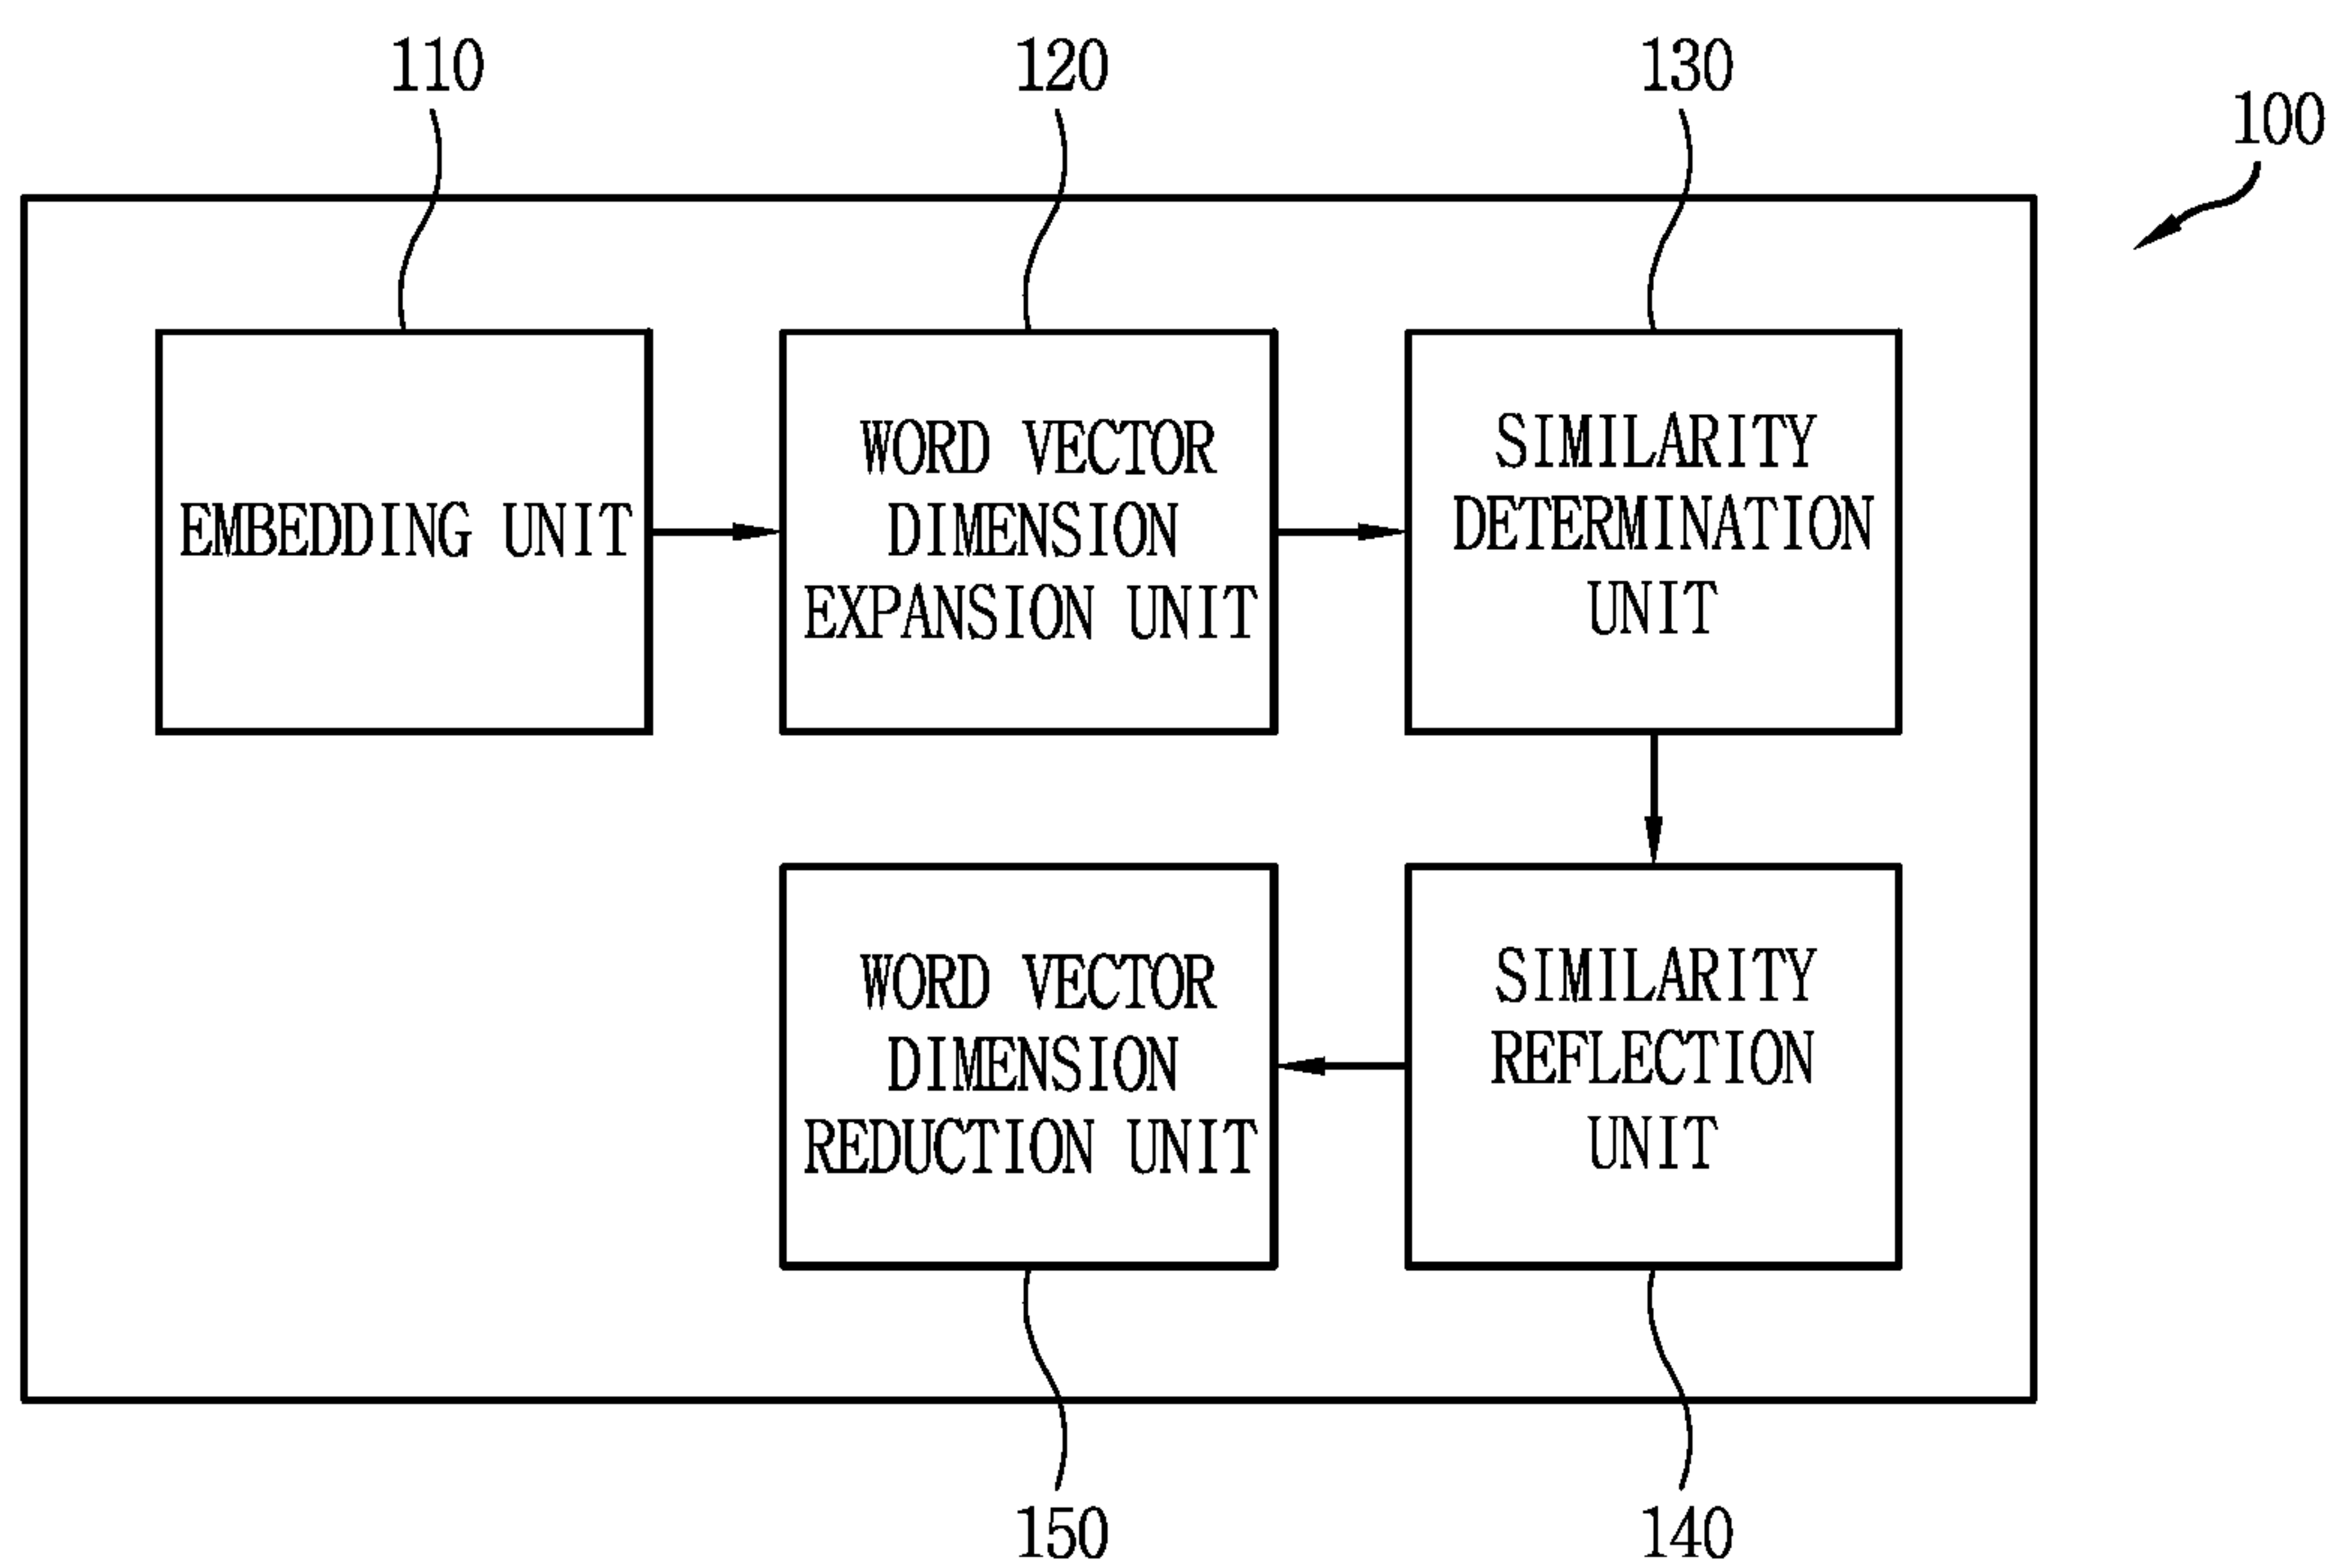 110
120
130
100
EMBEDDING UNIT
WORD VECTOR
DIMENSION
EXPANSION UNIT
SIMILARITY
DETERMINATION
UNIT
WORD VECTOR
DIMENSION
REDUCTION UNIT
SIMILARITY
REFLECTION
UNIT
150
140